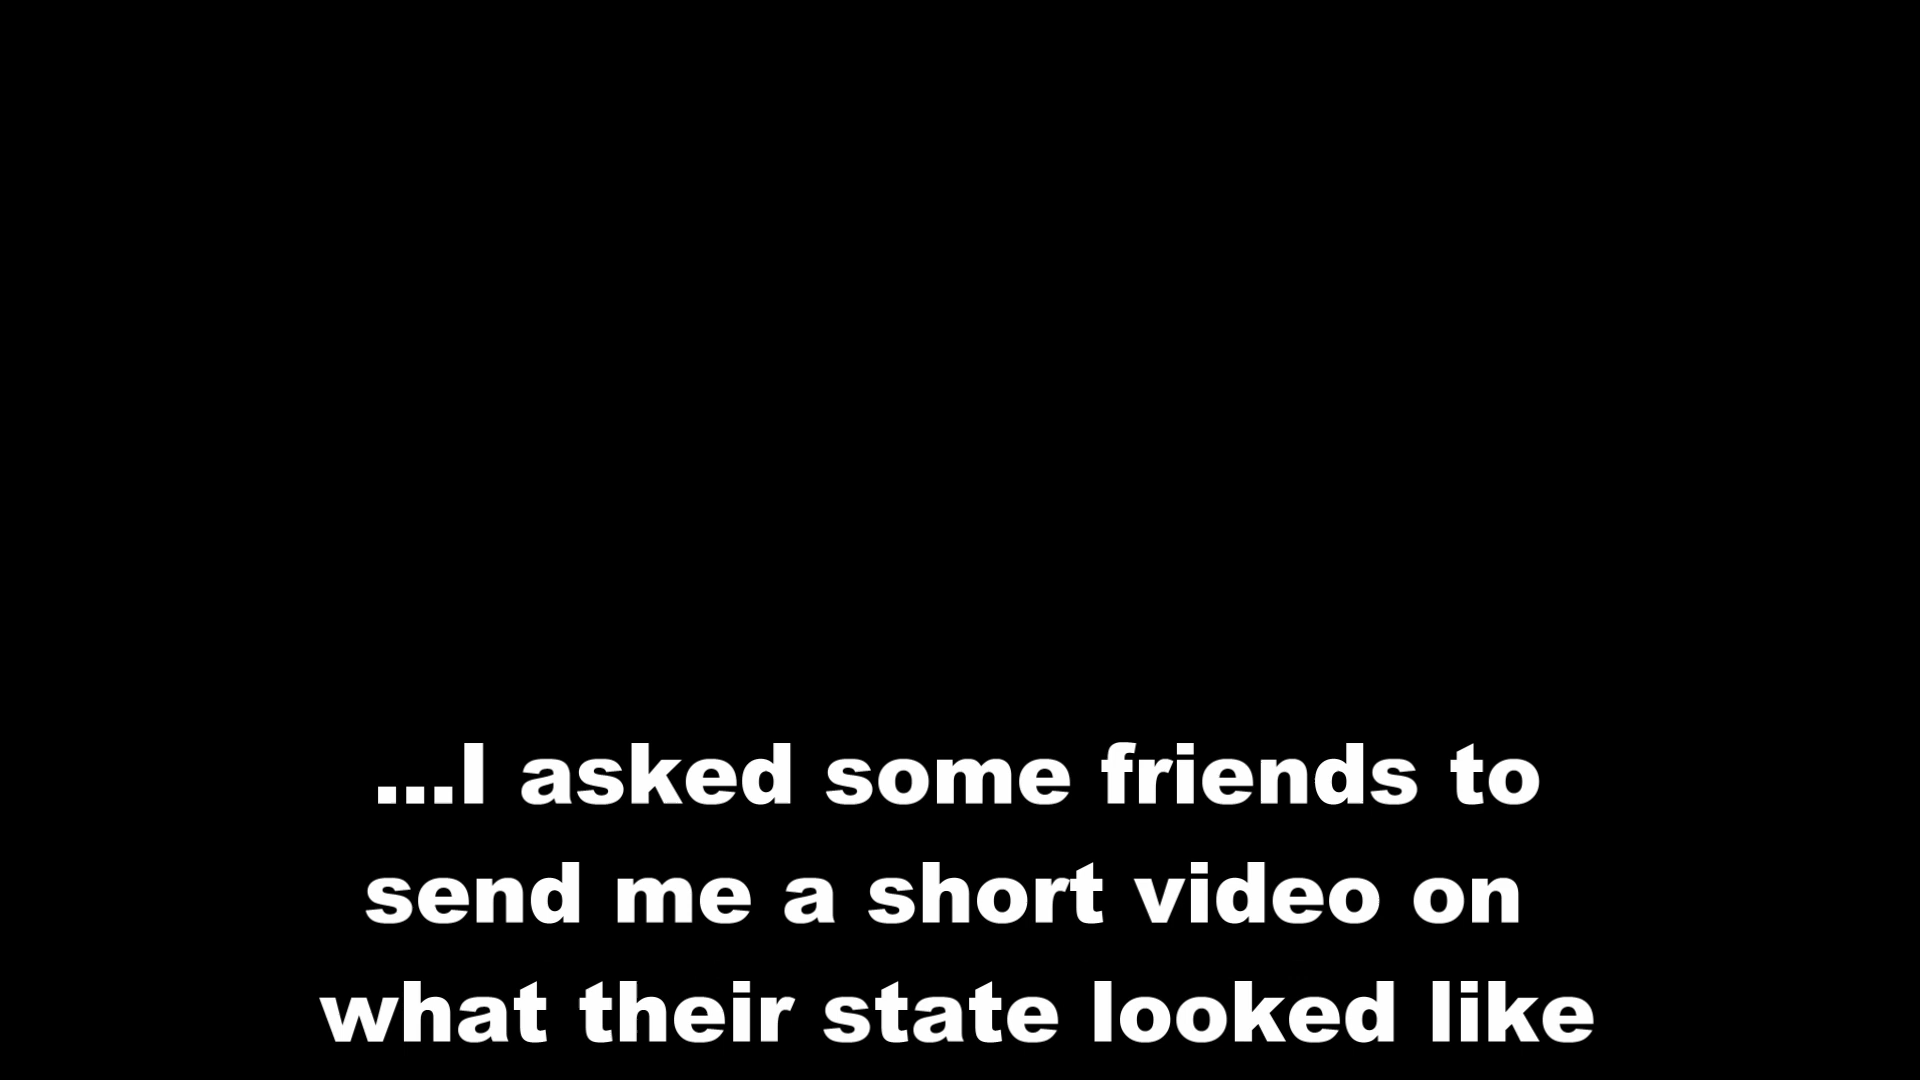 ...I asked some friends to
send me a short video on
what their state looked like